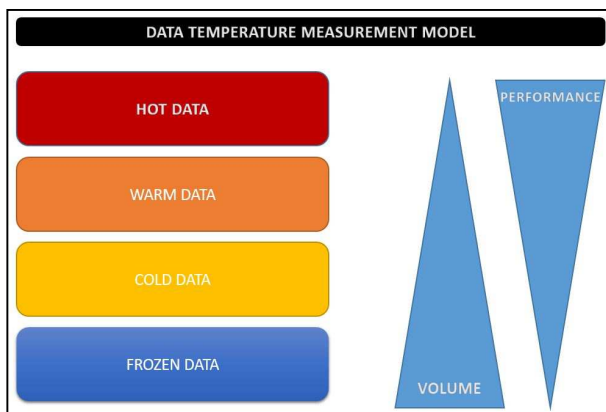 DATA TEMPERATURE MEASUREMENT MODEL
HOT DATA
WARM DATA
COLD DATA
FROZEN DATA
PERFORMANCE
VOLUME